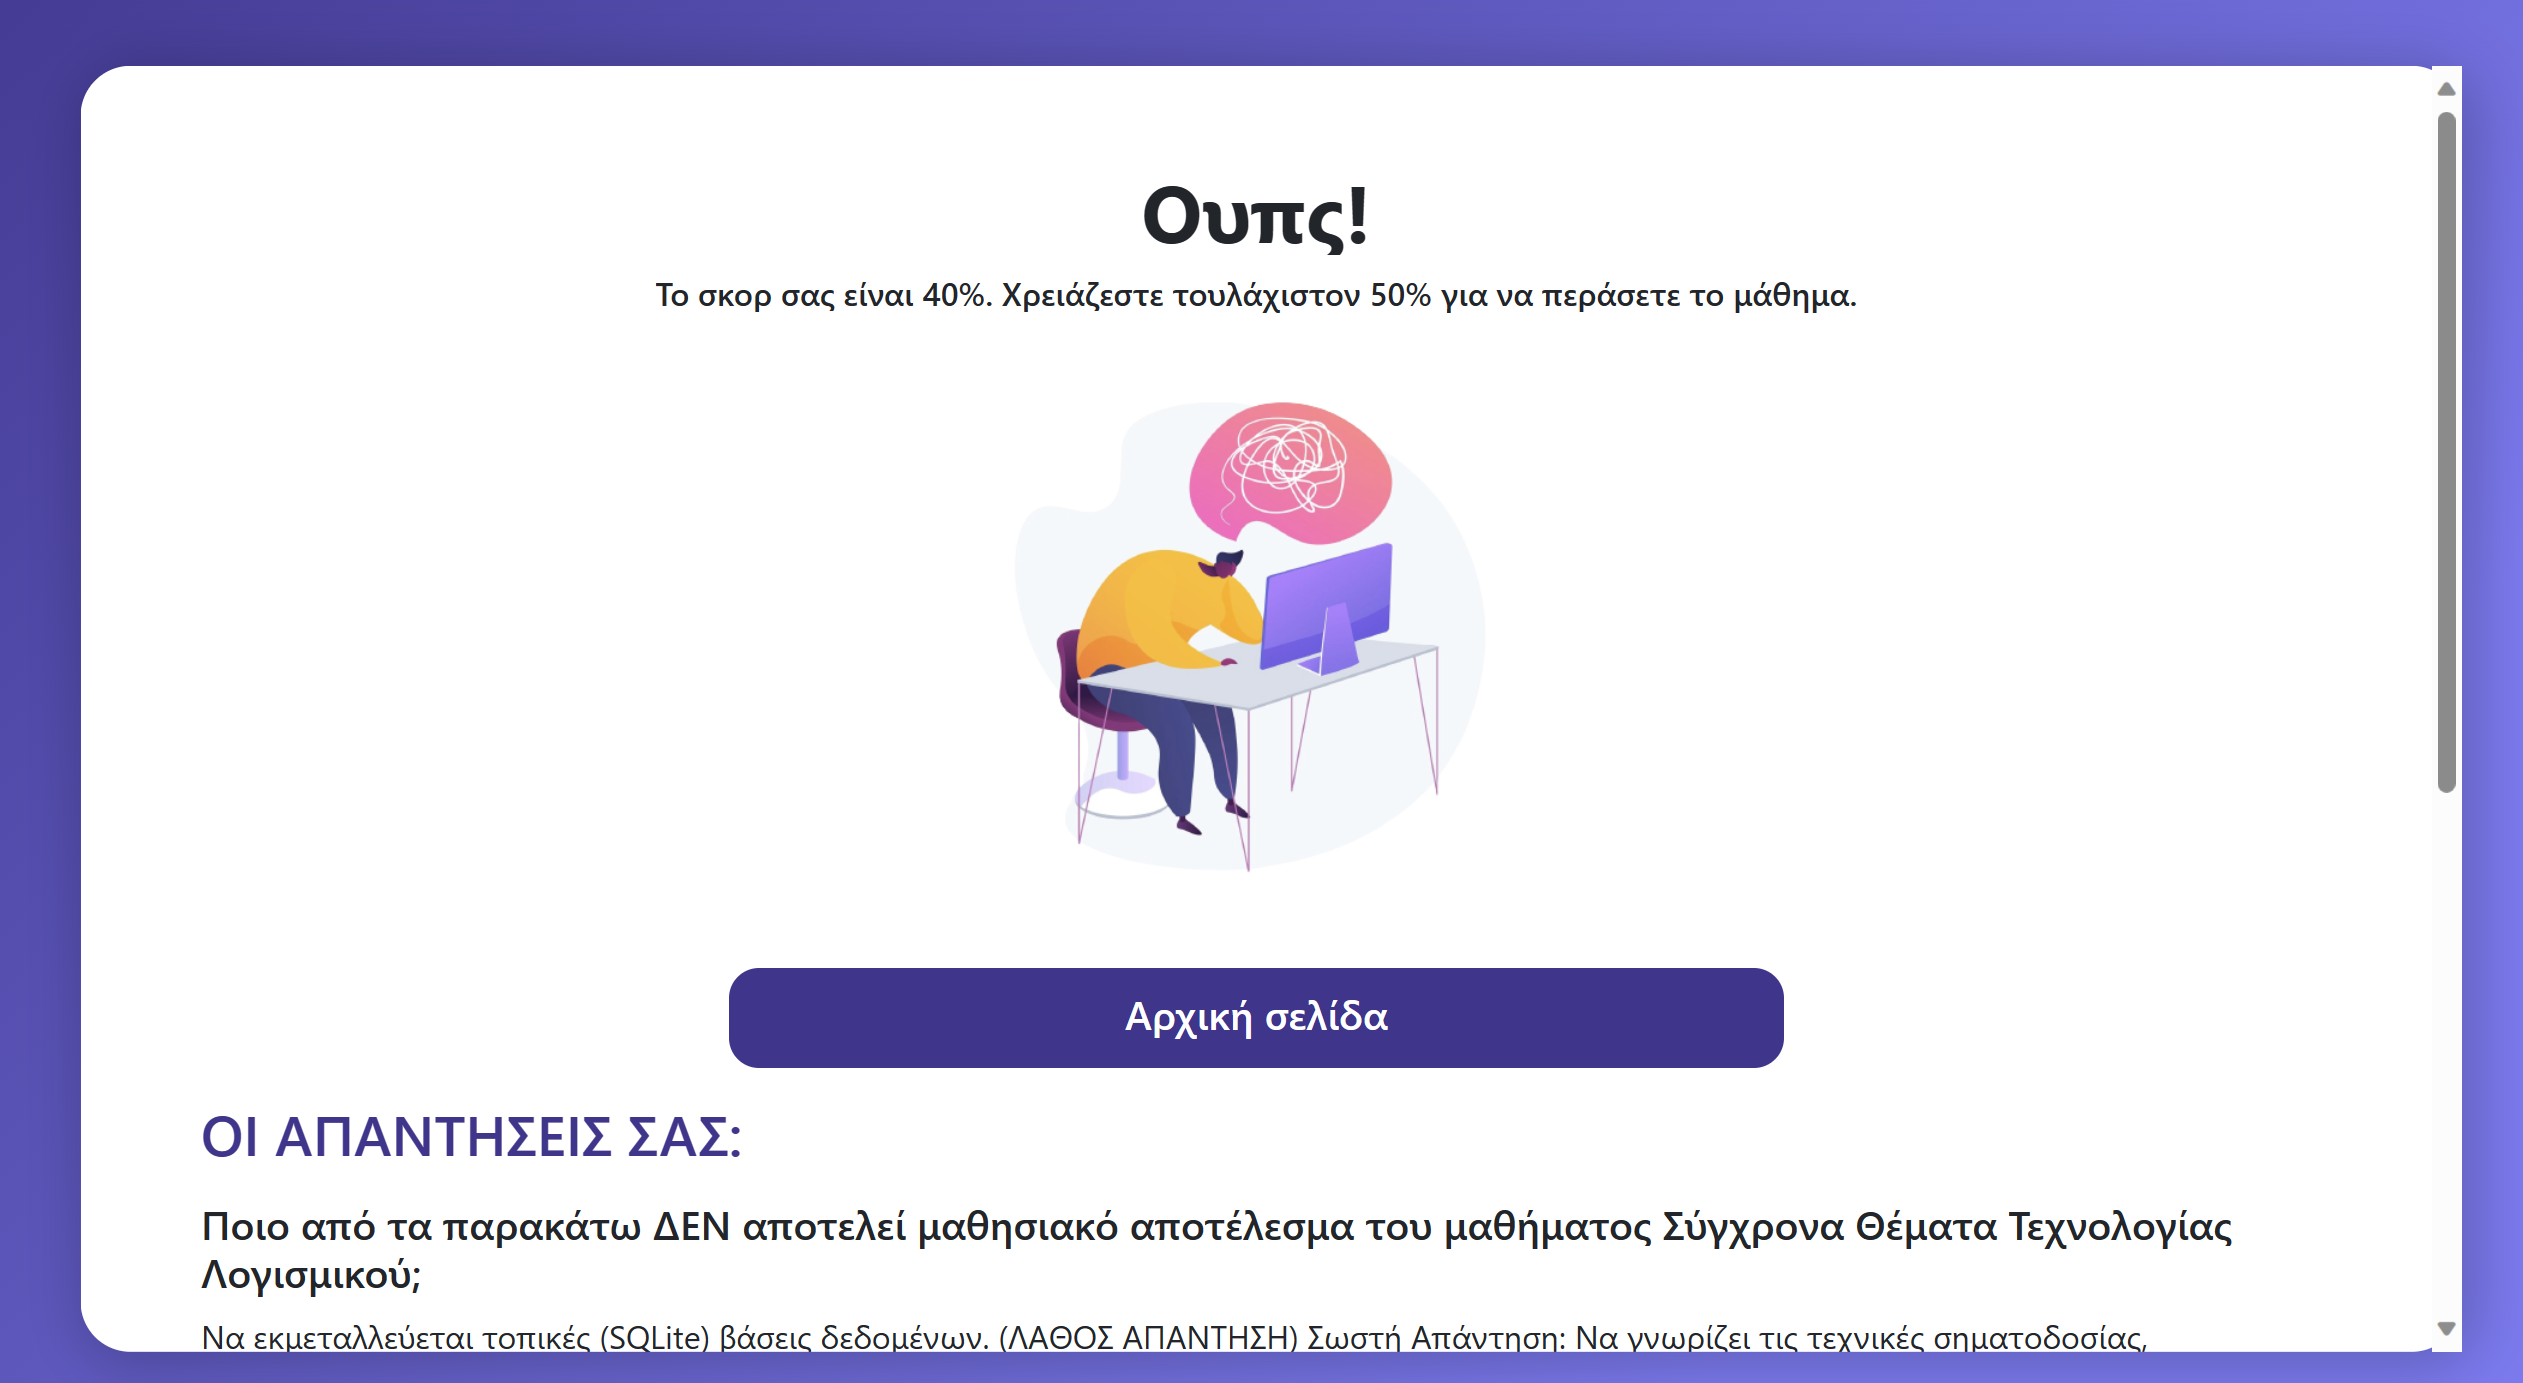 Ουπς!
Το σκορ σας είναι 40%. Χρειάζεστε τουλάχιστον 50% για να περάσετε το μάθημα.
Αρχική σελίδα
ΟΙ ΑΠΑΝΤΗΣΕΙΣ ΣΑΣ:
Ποιο από τα παρακάτω ΔΕΝ αποτελεί μαθησιακό αποτέλεσμα του μαθήματος Σύγχρονα Θέματα Τεχνολογίας
Λογισμικού;
Να εκμεταλλεύεται τοπικές (SQLite) βάσεις δεδομένων. (ΛΑΘΟΣ ΑΠΑΝΤΗΣΗ) Σωστή Απάντηση: Να γνωρίζει τις τεχνικές σηματοδοσίας,